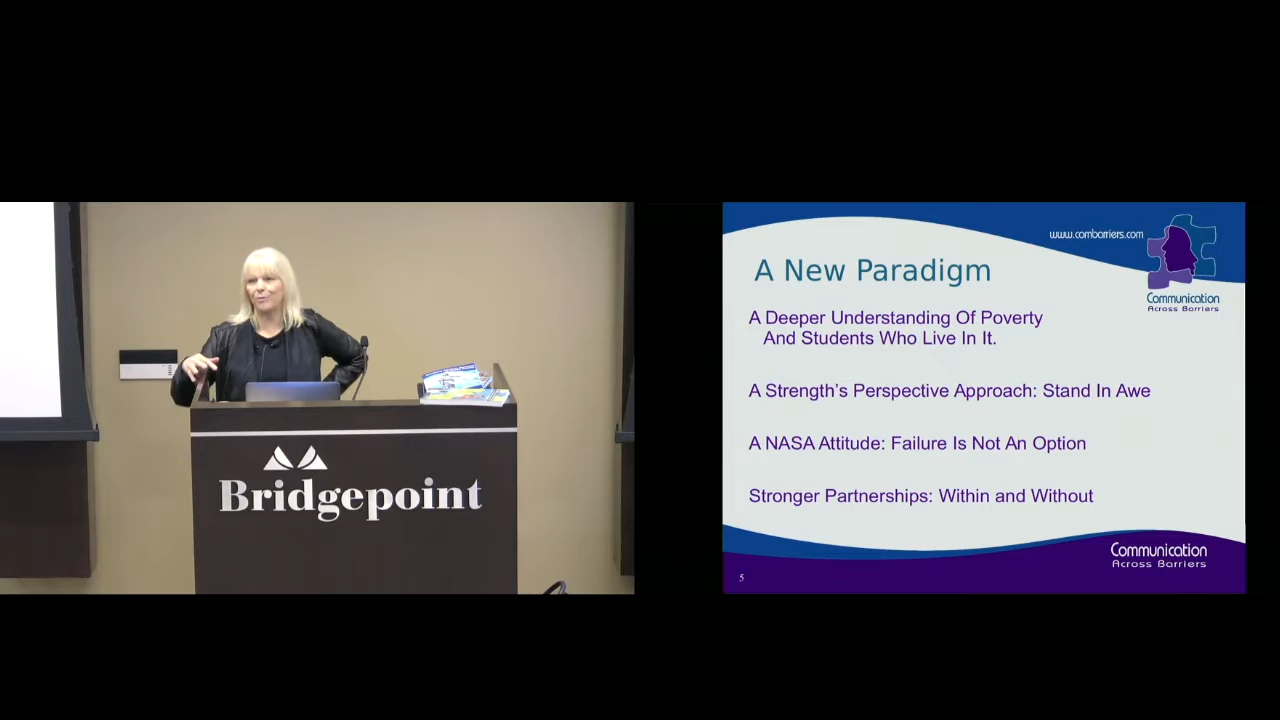 Bridgepoint
www.combarriers.com
Communication
Across Barriers
A New Paradigm
A Deeper Understanding Of Poverty
And Students Who Live In It.
A Strength's Perspective Approach: Stand In Awe
A NASA Attitude: Failure Is Not An Option
Stronger Partnerships: Within and Without
Communication
Across Barriers
5